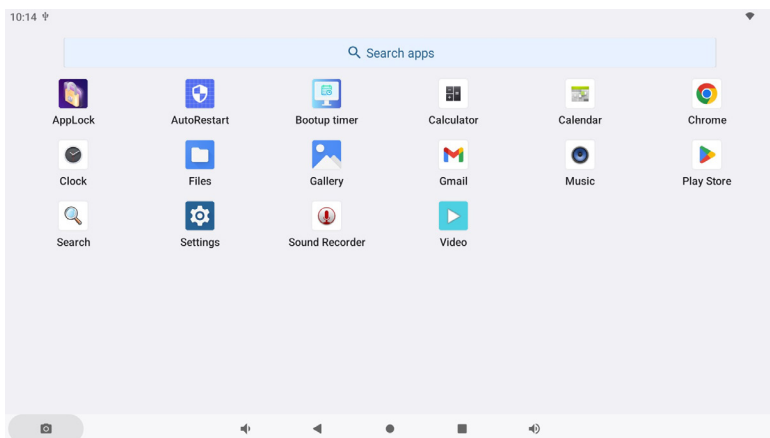 10:14
Search apps
AppLock AutoRestart Bootup timer Calculator Calendar Chrome
Clock Files Gallery Gmail Music Play Store
Search Settings Sound Recorder Video